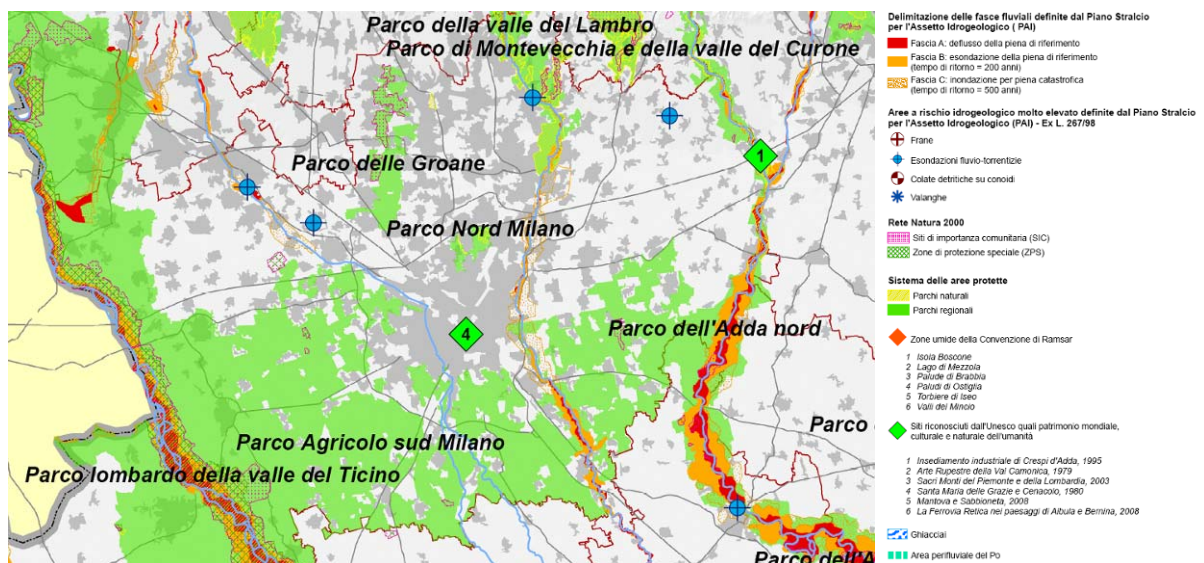 Parco della valle del Lambro
Parco di Montevecchia e della valle del Curone
1
Parco delle Groane
Parco Nord Milano
Parco dell'Adda nord
4
Parco
Parco Agricolo sud Milano
Parco lombardo della valle del Ticino
Parco dell'A
Delimitazione delle fasce fluviali definite dal Piano Stralcio
per l'Assetto Idrogeologico ( PAI)
Fascia A: deflusso della piena di riferimento
Fascia B: esondazione della piena di riferimento
(tempo di ritorno = 200 anni)
Fascia C: inondazione per piena catastrofica
(tempo di ritorno = 500 anni)
Aree a rischio idrogeologico molto elevato definite dal Piano Stralcio
per l'Assetto Idrogeologico (PAI) - Ex L. 267/98
Frane
Esondazioni fluvio-torrentizie
Colate detritiche su conoidi
Valanghe
Rete Natura 2000
Siti di importanza comunitaria (SIC)
Zone di protezione speciale (ZPS)
Sistema delle aree protette
Parchi naturali
Parchi regionali
Zone umide della Convenzione di Ramsar
1 Isola Boscone
2 Lago di Mezzola
3 Palude di Brabbia
4 Paludi di Ostiglia
5 Torbiere di Iseo
6 Valli del Mincio
Siti riconosciuti dall'Unesco quali patrimonio mondiale,
culturale e naturale dell'umanità
1 Insediamento industriale di Crespi d'Adda, 1995
2 Arte Rupestre della Val Camonica, 1979
3 Sacri Monti del Piemonte e della Lombardia, 2003
4 Santa Maria delle Grazie e Cenacolo, 1980
5 Mantova e Sabbioneta, 2008
6 La Ferrovia Retica nei paesaggi di Albula e Bernina, 2008
Ghiacciai
Area perifluviale del Po